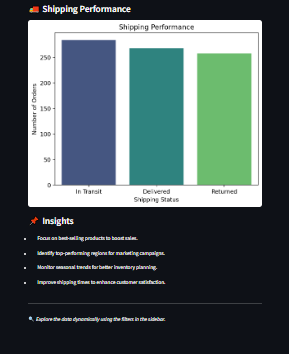 Shipping Performance
Shipping Performance
Number of Orders
250
200
150
100
50
0
In Transit
Delivered
Returned
Shipping Status
Insights
Focus on best-selling products to boost sales.
Identify top-performing regions for marketing campaigns.
Monitor seasonal trends for better inventory planning.
Improve shipping times to enhance customer satisfaction.
Explore the data dynamically using the filters in the sidebar.